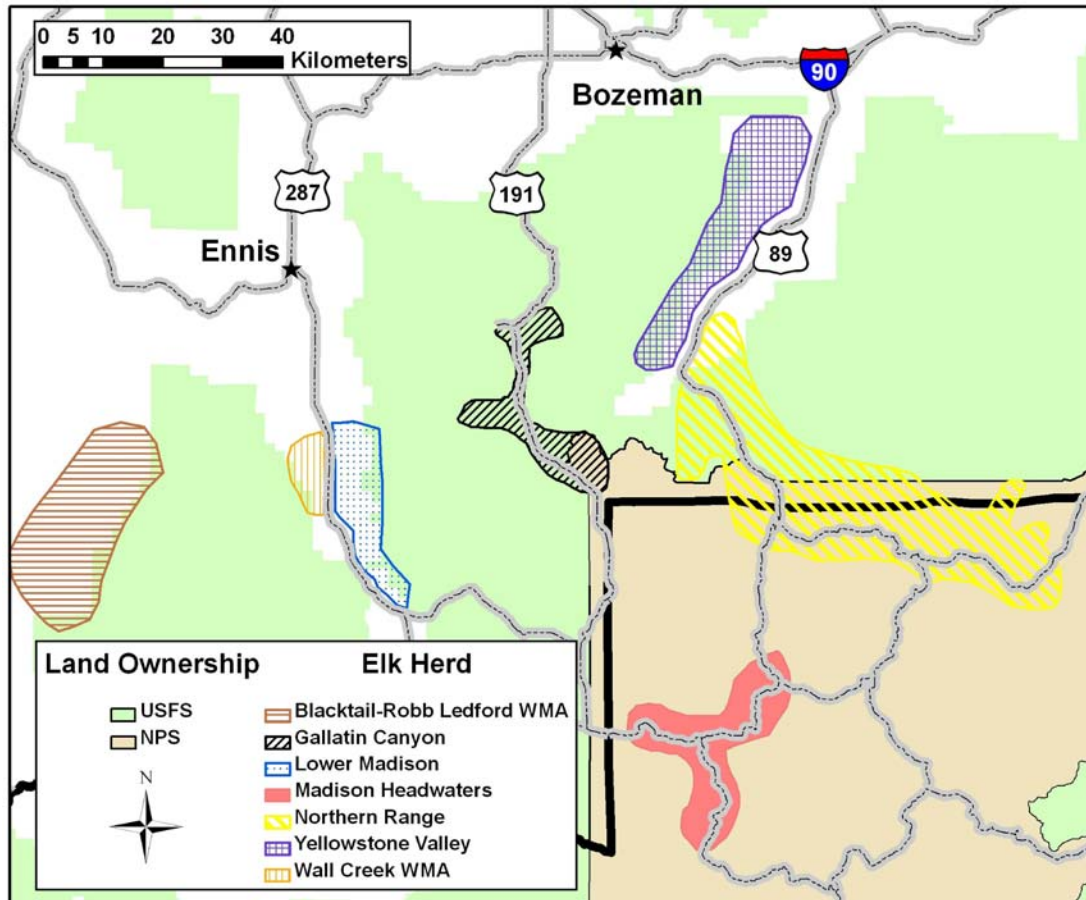 0 5 10 20 30 40
Kilometers
90
Bozeman
287
191
Ennis
89
Land Ownership
USFS
NPS
N
Elk Herd
Blacktail-Robb Ledford WMA
Gallatin Canyon
Lower Madison
Madison Headwaters
Northern Range
Yellowstone Valley
Wall Creek WMA